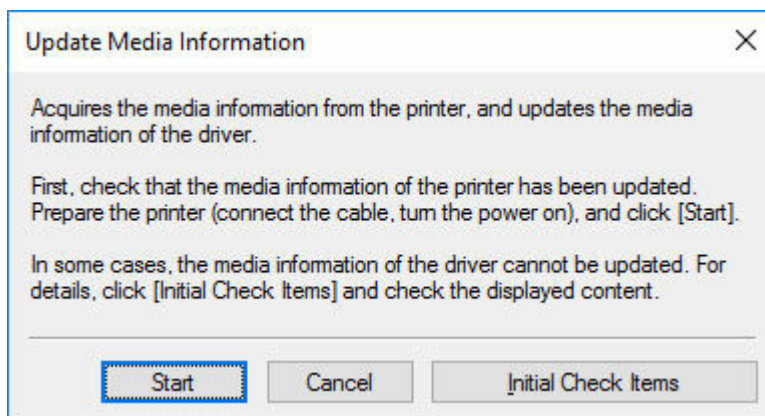 Update Media Information
Acquires the media information from the printer, and updates the media
information of the driver.
First, check that the media information of the printer has been updated.
Prepare the printer (connect the cable, turn the power on), and click [Start].
In some cases, the media information of the driver cannot be updated. For
details, click [Initial Check Items] and check the displayed content.
Start
Cancel
Initial Check Items